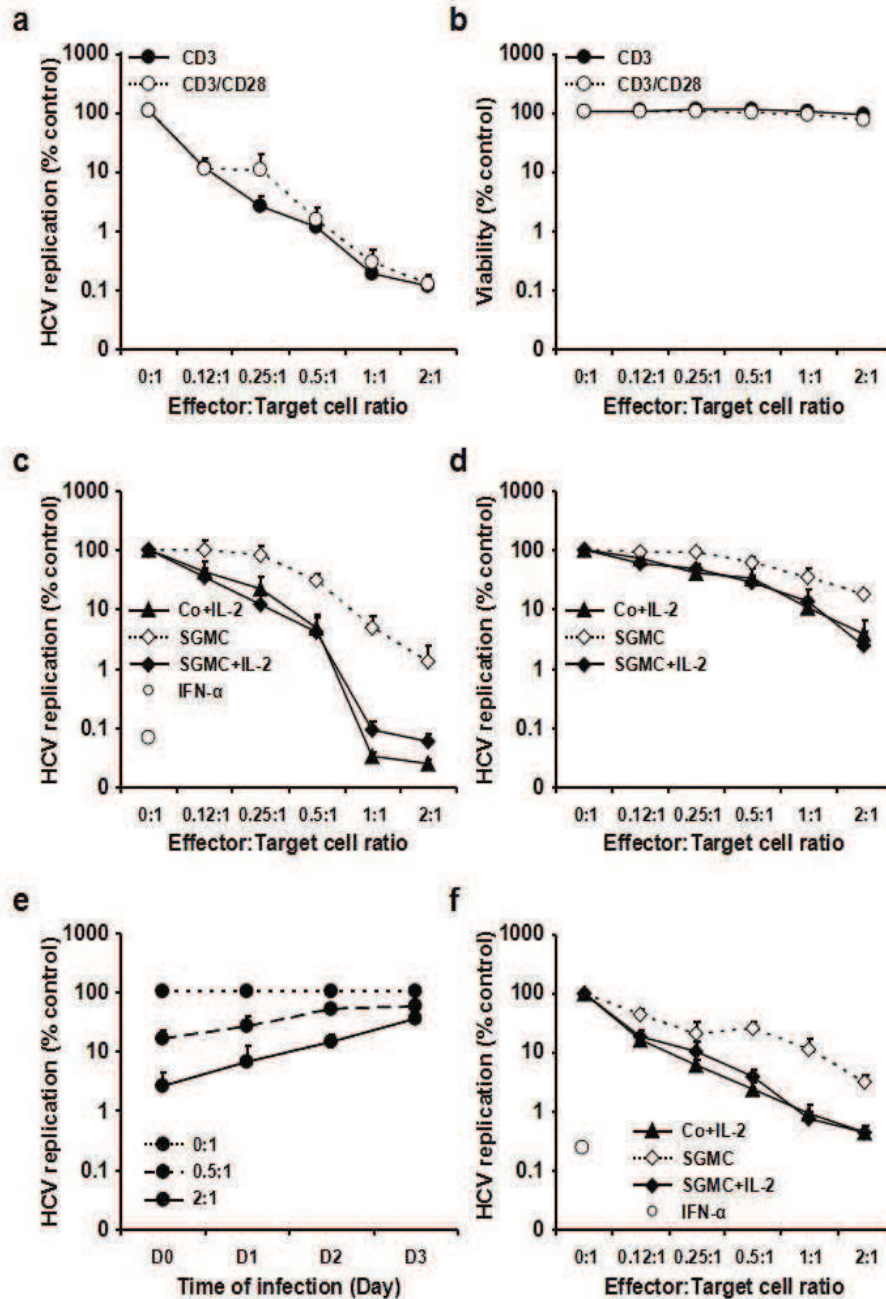 a
CD3
CD3/CD28
HCV replication (% control)
1000
100
10
1
0.1
0
0:1 0.12:1 0.25:1 0.5:1 1:1 2:1
Effector:Target cell ratio
b
CD3
CD3/CD28
Viability (% control)
1000
100
10
1
0.1
0
0:1 0.12:1 0.25:1 0.5:1 1:1 2:1
Effector:Target cell ratio
c
HCV replication (% control)
1000
100
10
1
0.1
0
Co+IL-2
SGMC
SGMC+IL-2
IFN-α
0:1 0.12:1 0.25:1 0.5:1 1:1 2:1
Effector:Target cell ratio
d
HCV replication (% control)
1000
100
10
1
0.1
0
Co+IL-2
SGMC
SGMC+IL-2
0:1 0.12:1 0.25:1 0.5:1 1:1 2:1
Effector:Target cell ratio
e
HCV replication (% control)
1000
100
10
1
0.1
0
0:1
0.5:1
2:1
D0 D1 D2 D3
Time of infection (Day)
f
HCV replication (% control)
1000
100
10
1
0.1
0
Co+IL-2
SGMC
SGMC+IL-2
IFN-α
0:1 0.12:1 0.25:1 0.5:1 1:1 2:1
Effector:Target cell ratio